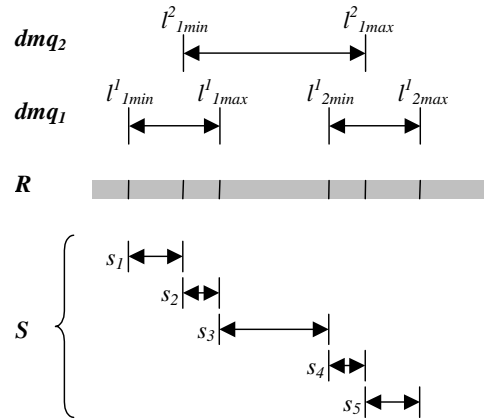 l²₁min l²₁max
dmq₂
l¹₁min l¹₁max l¹₂min l¹₂max
dmq₁
R
s₁
s₂
s₃
S
s₄
s₅